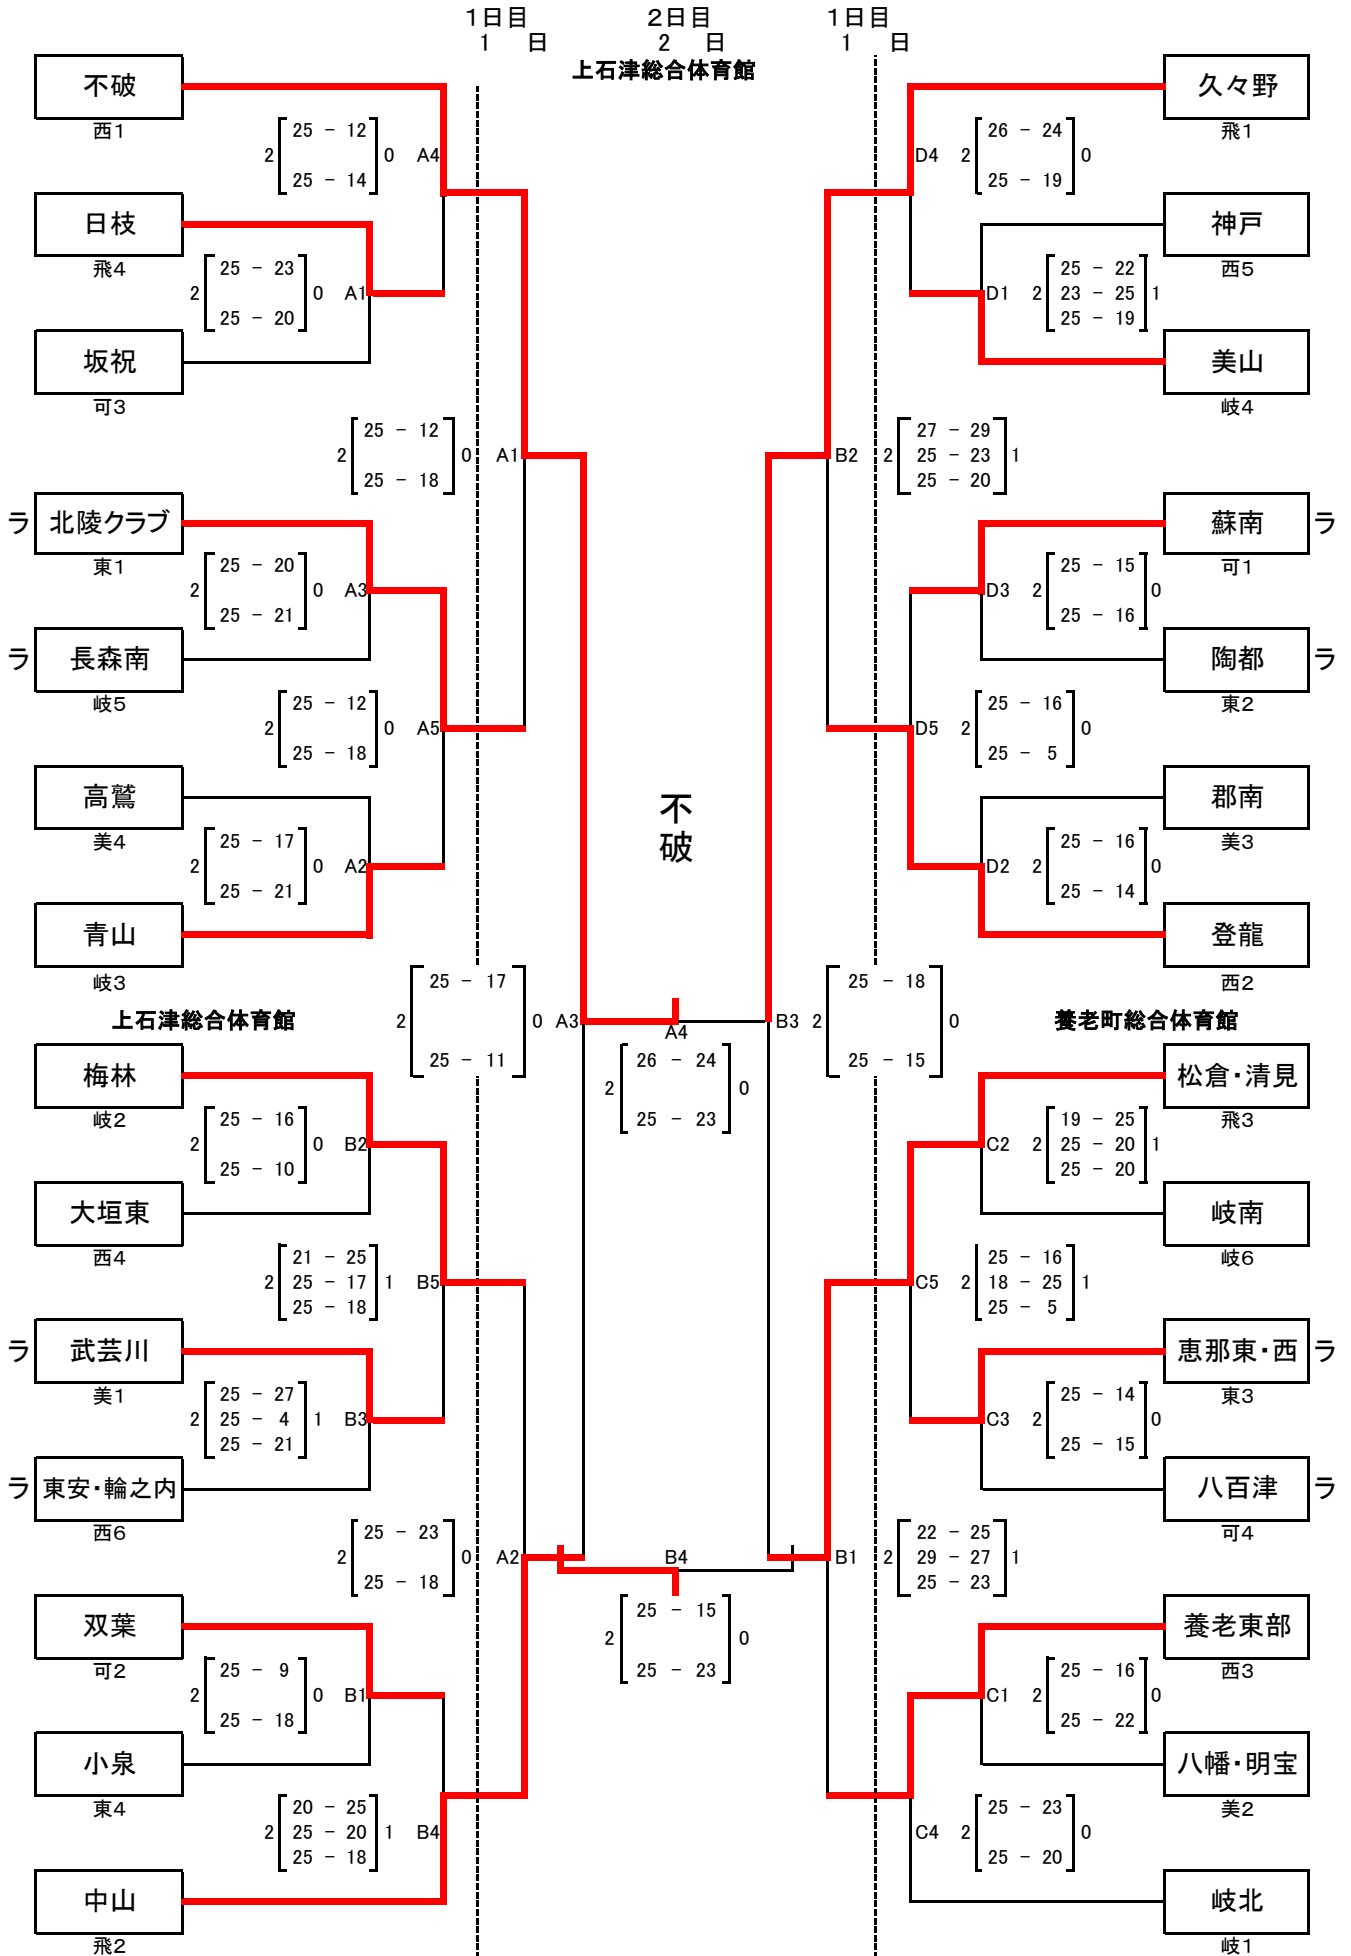 1日目 2日目 1日目
1 日 2 日 1 日
上石津総合体育館
不破
西1
2 25 － 12 0 A4
25 － 14
日枝
飛4
2 25 － 23 0 A1
25 － 20
坂祝
可3
2 25 － 12 0 A1
25 － 18
ラ 北陵クラブ
東1
2 25 － 20 0 A3
25 － 21
ラ 長森南
岐5
2 25 － 12 0 A5
25 － 18
高鷲
美4
2 25 － 17 0 A2
25 － 21
青山
岐3
上石津総合体育館
2 25 － 17 0 A3
25 － 11
梅林
岐2
2 25 － 16 0 B2
25 － 10
大垣東
西4
2 21 － 25 1 B5
25 － 17
25 － 18
ラ 武芸川
美1
2 25 － 27 1 B3
25 － 4
25 － 21
ラ 東安・輪之内
西6
2 25 － 23 0 A2
25 － 18
双葉
可2
2 25 － 9 0 B1
25 － 18
小泉
東4
2 20 － 25 1 B4
25 － 20
25 － 18
中山
飛2
不破
A4
2 26 － 24 0
25 － 23
B4
2 25 － 15 0
25 － 23
久々野
飛1
D4 2 26 － 24 0
25 － 19
神戸
西5
D1 2 25 － 22 1
23 － 25
25 － 19
美山
岐4
B2 2 27 － 29 1
25 － 23
25 － 20
蘇南 ラ
可1
D3 2 25 － 15 0
25 － 16
陶都 ラ
東2
D5 2 25 － 16 0
25 － 5
郡南
美3
D2 2 25 － 16 0
25 － 14
登龍
西2
養老町総合体育館
B3 2 25 － 18 0
25 － 15
松倉・清見
飛3
C2 2 19 － 25 1
25 － 20
25 － 20
岐南
岐6
C5 2 25 － 16 1
18 － 25
25 － 5
恵那東・西 ラ
東3
C3 2 25 － 14 0
25 － 15
八百津 ラ
可4
B1 2 22 － 25 1
29 － 27
25 － 23
養老東部
西3
C1 2 25 － 16 0
25 － 22
八幡・明宝
美2
C4 2 25 － 23 0
25 － 20
岐北
岐1